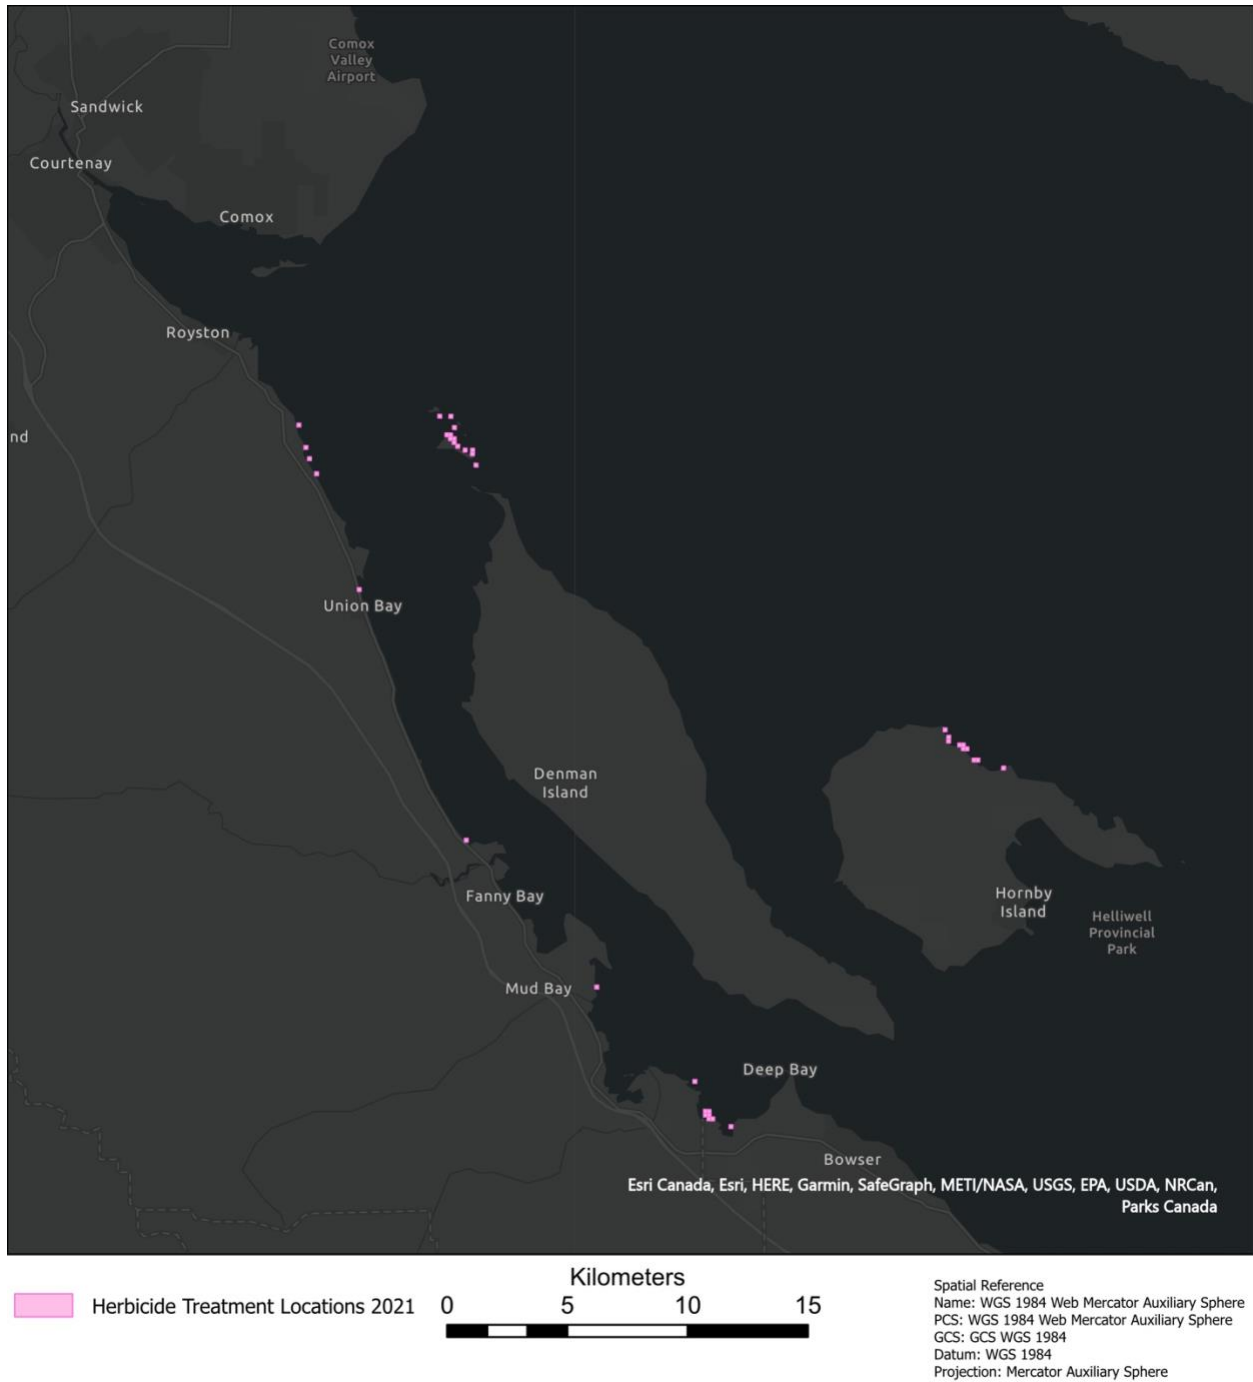 Comox
Valley
Airport
Sandwick
Courtenay
Comox
Royston
nd
Union Bay
Denman
Island
Hornby
Island
Fanny Bay
Helliwell
Provincial
Park
Mud Bay
Deep Bay
Bowser
Esri Canada, Esri, HERE, Garmin, SafeGraph, METI/NASA, USGS, EPA, USDA, NRCan,
Parks Canada
Herbicide Treatment Locations 2021
Kilometers
0 5 10 15
Spatial Reference
Name: WGS 1984 Web Mercator Auxiliary Sphere
PCS: WGS 1984 Web Mercator Auxiliary Sphere
GCS: GCS WGS 1984
Datum: WGS 1984
Projection: Mercator Auxiliary Sphere